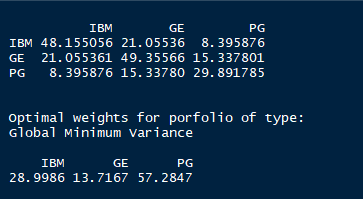 IBM GE PG
IBM 48.155056 21.05536 8.395876
GE 21.055361 49.35566 15.337801
PG 8.395876 15.33780 29.891785
Optimal weights for porfolio of type:
Global Minimum Variance
IBM GE PG
28.9986 13.7167 57.2847